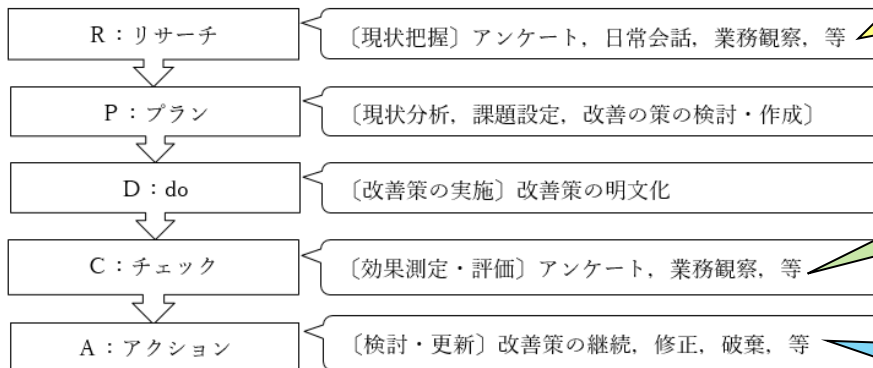 R：リサーチ
〔現状把握〕アンケート，日常会話，業務観察，等
P：プラン
〔現状分析，課題設定，改善の策の検討・作成〕
D：do
〔改善策の実施〕改善策の明文化
C：チェック
〔効果測定・評価〕アンケート，業務観察，等
A：アクション
〔検討・更新〕改善策の継続，修正，破棄，等